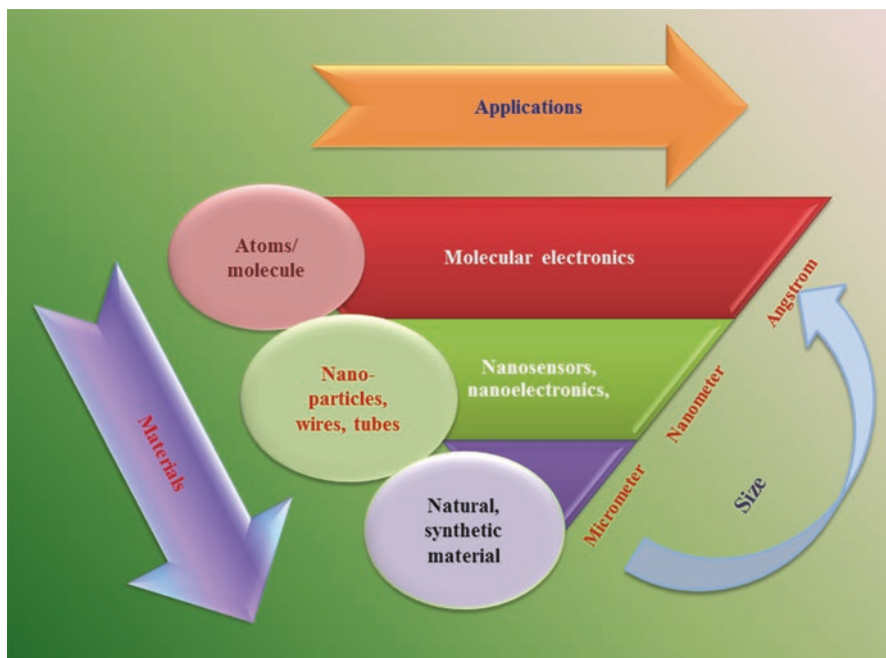 Applications
Atoms/
molecule
Molecular electronics
Angstrom
Nano-
particles,
wires, tubes
Nanosensors,
nanoelectronics,
Nanometer
Materials
Natural,
synthetic
material
Micrometer
Size